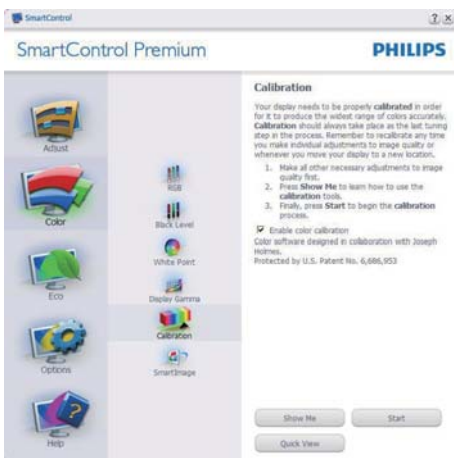 SmartControl
? x
SmartControl Premium
PHILIPS
Adjust
Color
Eco
Options
Help
RGB
Black Level
White Point
Display Gamma
Calibration
SmartImage
Calibration
Your display needs to be properly calibrated in order
for it to produce the widest range of colors accurately.
Calibration should always take place as the last tuning
step in the process. Remember to recalibrate any time
you make individual adjustments to image quality or
whenever you move your display to a new location.
1. Make all other necessary adjustments to image
quality first.
2. Press Show Me to learn how to use the
calibration tools.
3. Finally, press Start to begin the calibration
process.
Enable color calibration
Color software designed in collaboration with Joseph
Holmes.
Protected by U.S. Patent No. 6,686,953
Show Me
Start
Quick View